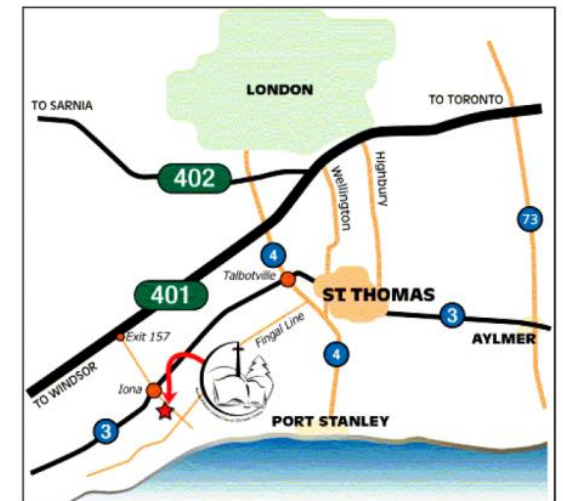 LONDON
TO SARNIA
TO TORONTO
402
Wellington
Highbury
73
4
Talbotville
401
ST. THOMAS
3
Exit 157
Fingal Line
AYLMER
4
TO WINDSOR
Iona
PORT STANLEY
3